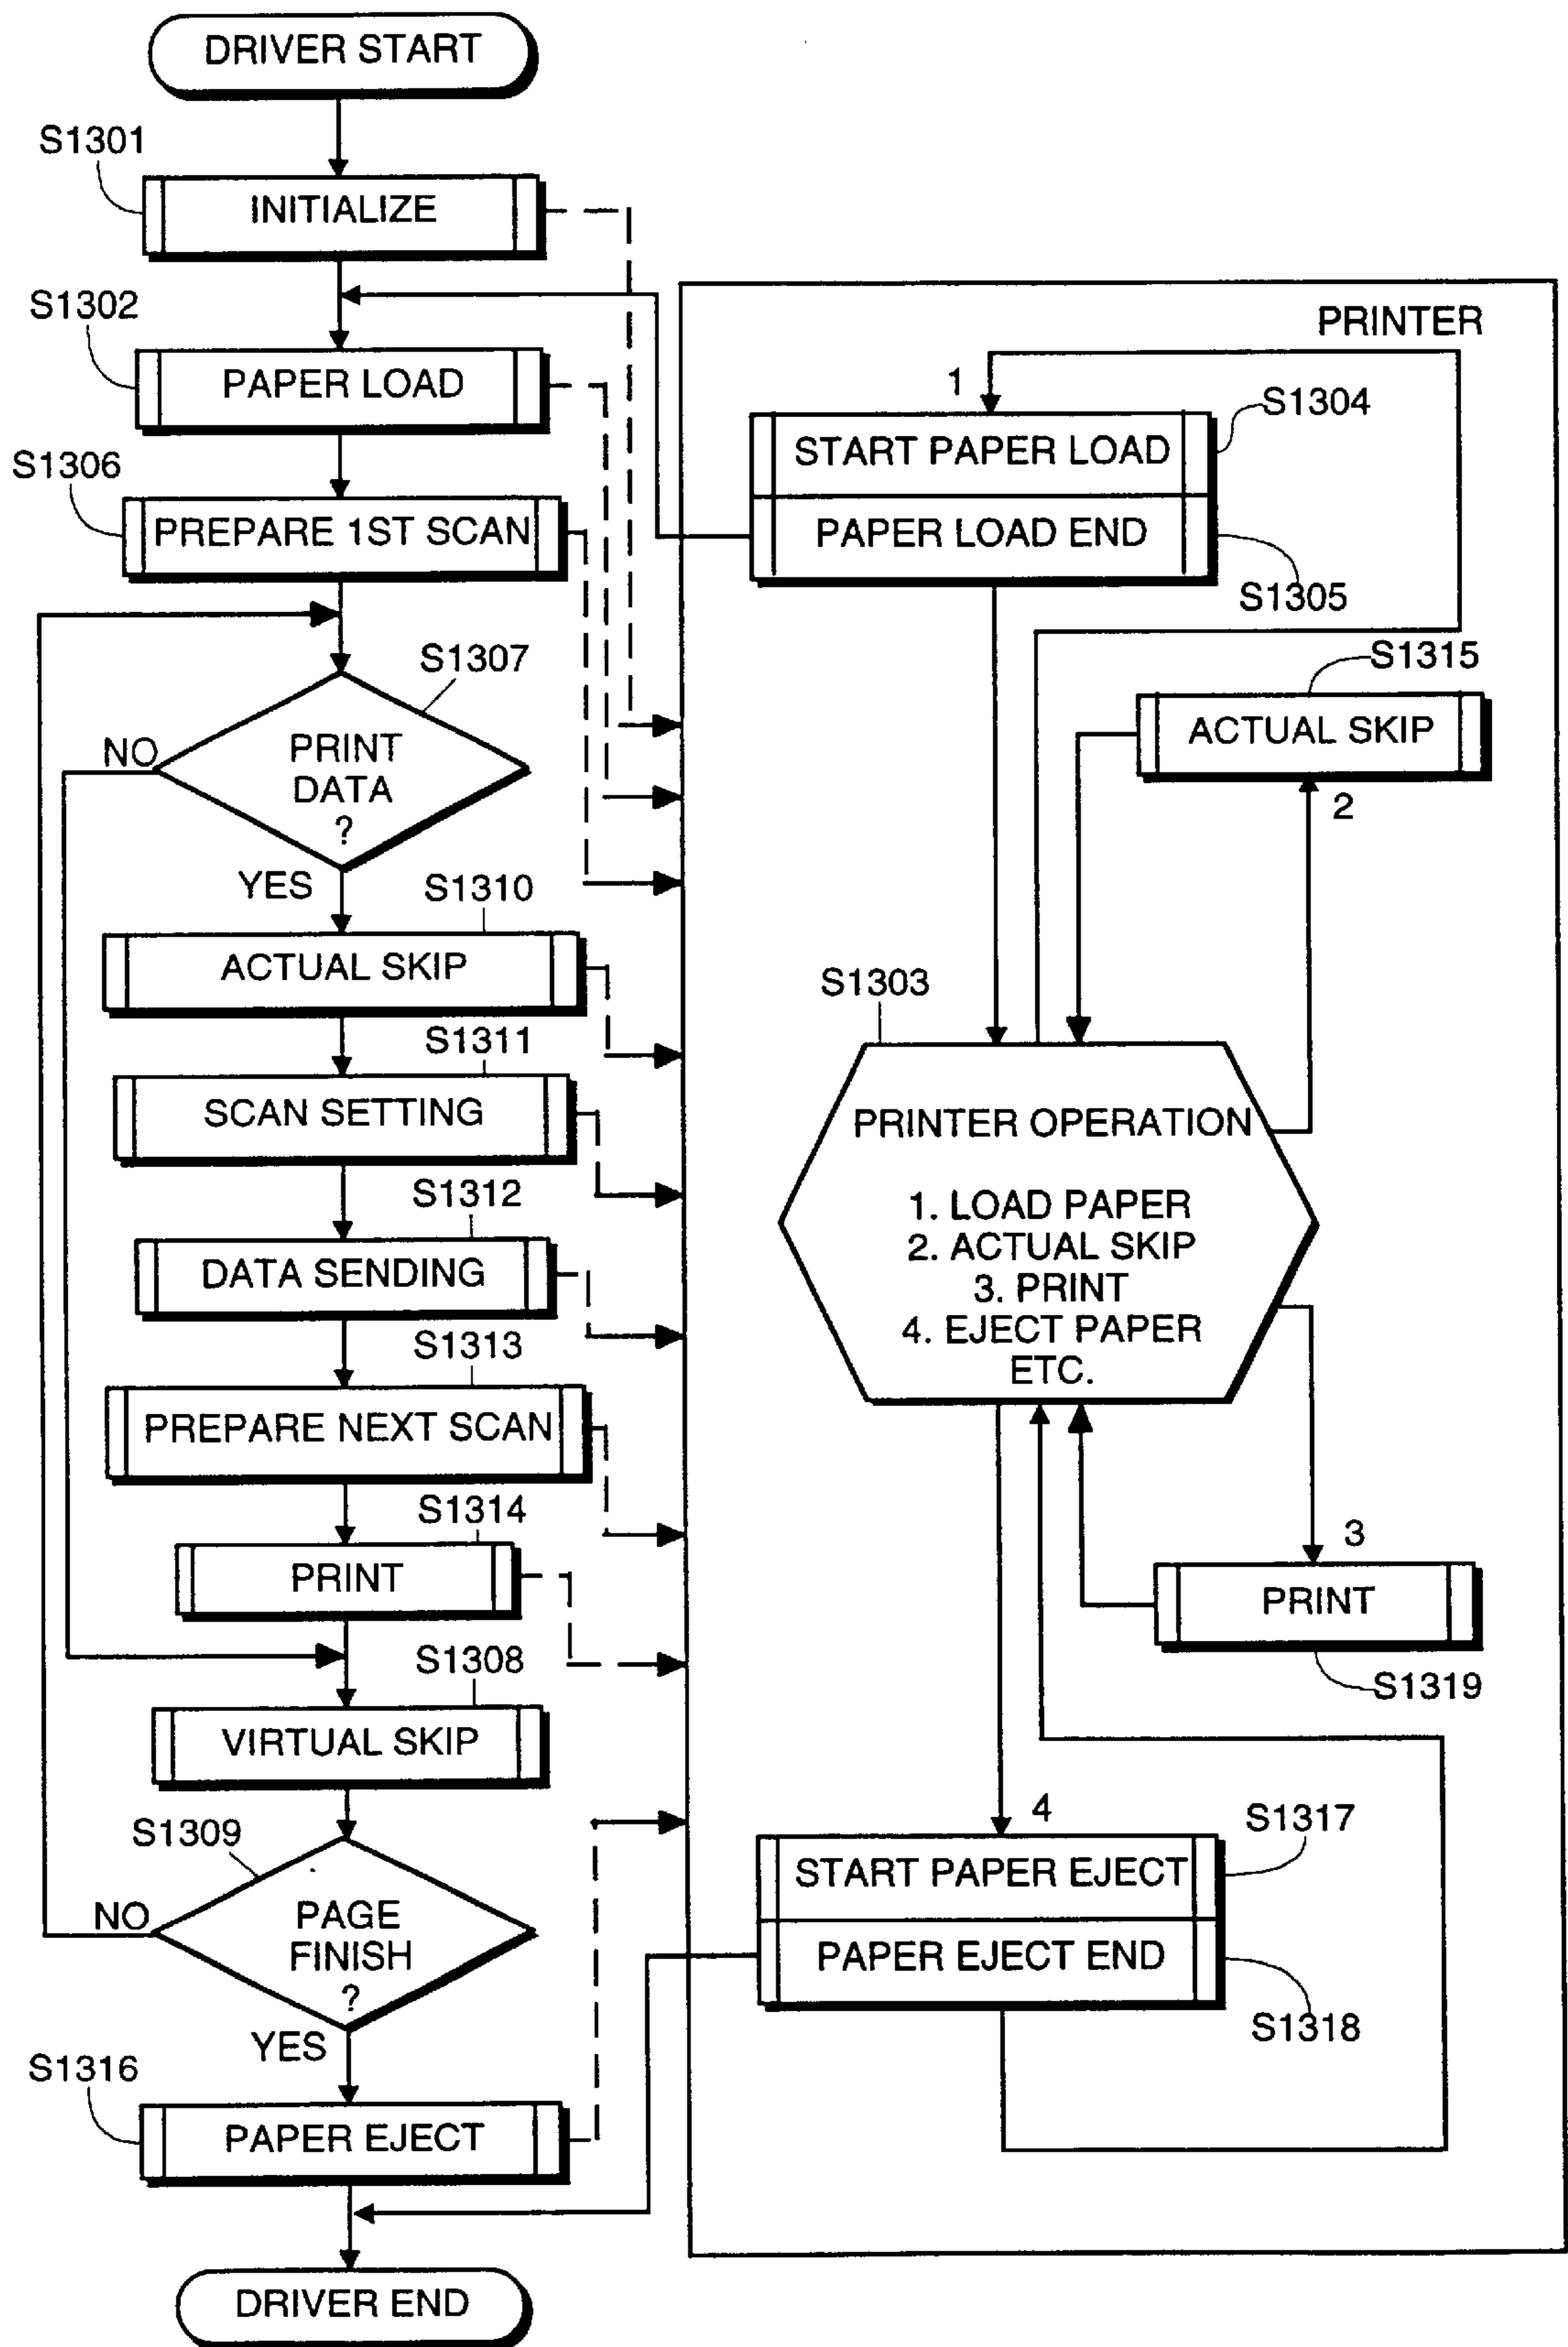 DRIVER START
S1301
INITIALIZE
S1302
PAPER LOAD
S1306
PREPARE 1ST SCAN
S1307
NO
PRINT
DATA
?
YES
S1310
ACTUAL SKIP
S1311
SCAN SETTING
S1312
DATA SENDING
S1313
PREPARE NEXT SCAN
S1314
PRINT
S1308
VIRTUAL SKIP
S1309
NO
PAGE
FINISH
?
YES
S1316
PAPER EJECT
DRIVER END
PRINTER
1
S1304
START PAPER LOAD
PAPER LOAD END
S1305
S1315
ACTUAL SKIP
2
S1303
PRINTER OPERATION
1. LOAD PAPER
2. ACTUAL SKIP
3. PRINT
4. EJECT PAPER
ETC.
3
PRINT
S1319
4
S1317
START PAPER EJECT
PAPER EJECT END
S1318